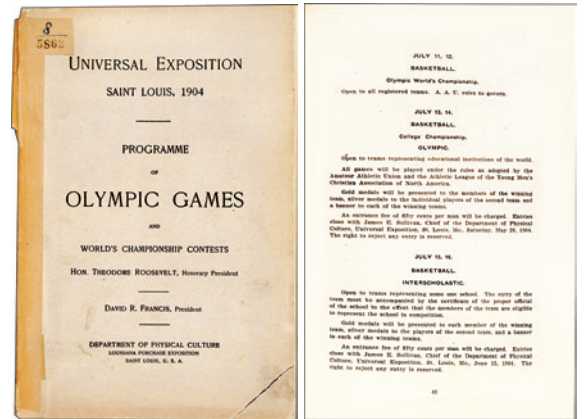 8
5862
UNIVERSAL EXPOSITION
SAINT LOUIS, 1904
PROGRAMME
OF
OLYMPIC GAMES
AND
WORLD'S CHAMPIONSHIP CONTESTS
HON. THEODORE ROOSEVELT, Honorary President
DAVID R. FRANCIS, President
DEPARTMENT OF PHYSICAL CULTURE
LOUISIANA PURCHASE EXPOSITION
SAINT LOUIS, U. S. A.
JULY 11, 12.
BASKETBALL.
Olympic World's Championship.
Open to all registered teams. A. A. U. rules to govern.
JULY 13, 14.
BASKETBALL.
College Championship.
OLYMPIC.
Open to teams representing educational institutions of the world.
All games will be played under the rules as adopted by the
Amateur Athletic Union and the Athletic League of the Young Men's
Christian Association of North America.
Gold medals will be presented to the members of the winning
team, silver medals to the individual players of the second team and
a banner to each of the winning teams.
An entrance fee of fifty cents per man will be charged. Entries
close with James E. Sullivan, Chief of the Department of Physical
Culture, Universal Exposition, St. Louis, Mo., Saturday, May 28, 1904.
The right to reject any entry is reserved.
JULY 15, 16.
BASKETBALL.
INTERSCHOLASTIC.
Open to teams representing some one school. The entry of the
team must be accompanied by the certificate of the proper official
of the school to the effect that the members of the team are eligible
to represent the school in competition.
Gold medals will be presented to each member of the winning
team, silver medals to the players of the second team, and a banner
to each of the winning teams.
An entrance fee of fifty cents per man will be charged. Entries
close with James E. Sullivan, Chief of the Department of Physical
Culture, Universal Exposition, St. Louis, Mo., June 15, 1904. The
right to reject any entry is reserved.